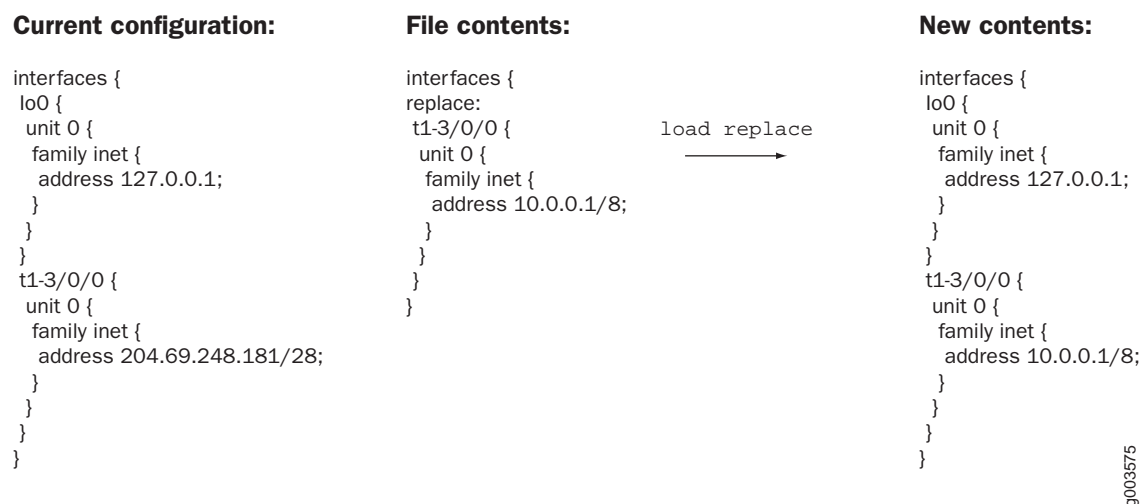 Current configuration:
interfaces {
lo0 {
unit 0 {
family inet {
address 127.0.0.1;
}
}
}
t1-3/0/0 {
unit 0 {
family inet {
address 204.69.248.181/28;
}
}
}
}
File contents:
interfaces {
replace:
t1-3/0/0 {
unit 0 {
family inet {
address 10.0.0.1/8;
}
}
}
}
load replace
New contents:
interfaces {
lo0 {
unit 0 {
family inet {
address 127.0.0.1;
}
}
}
t1-3/0/0 {
unit 0 {
family inet {
address 10.0.0.1/8;
}
}
}
}
g003575